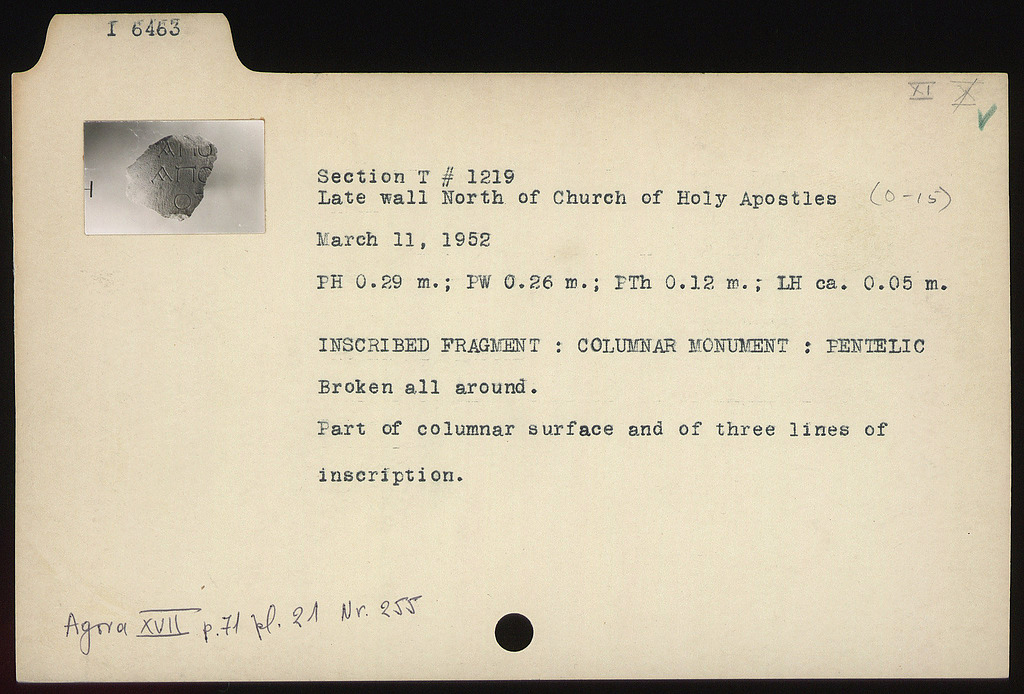 I 6463
XI X
ΑΠΟ
ΑΠΟ
Section T # 1219
Late wall North of Church of Holy Apostles (O-15)
March 11, 1952
PH 0.29 m.; PW 0.26 m.; PTh 0.12 m.; LH ca. 0.05 m.
INSCRIBED FRAGMENT : COLUMNAR MONUMENT : PENTELIC
Broken all around.
Part of columnar surface and of three lines of
inscription.
Agora XVII p.71 pl. 21 Nr. 255